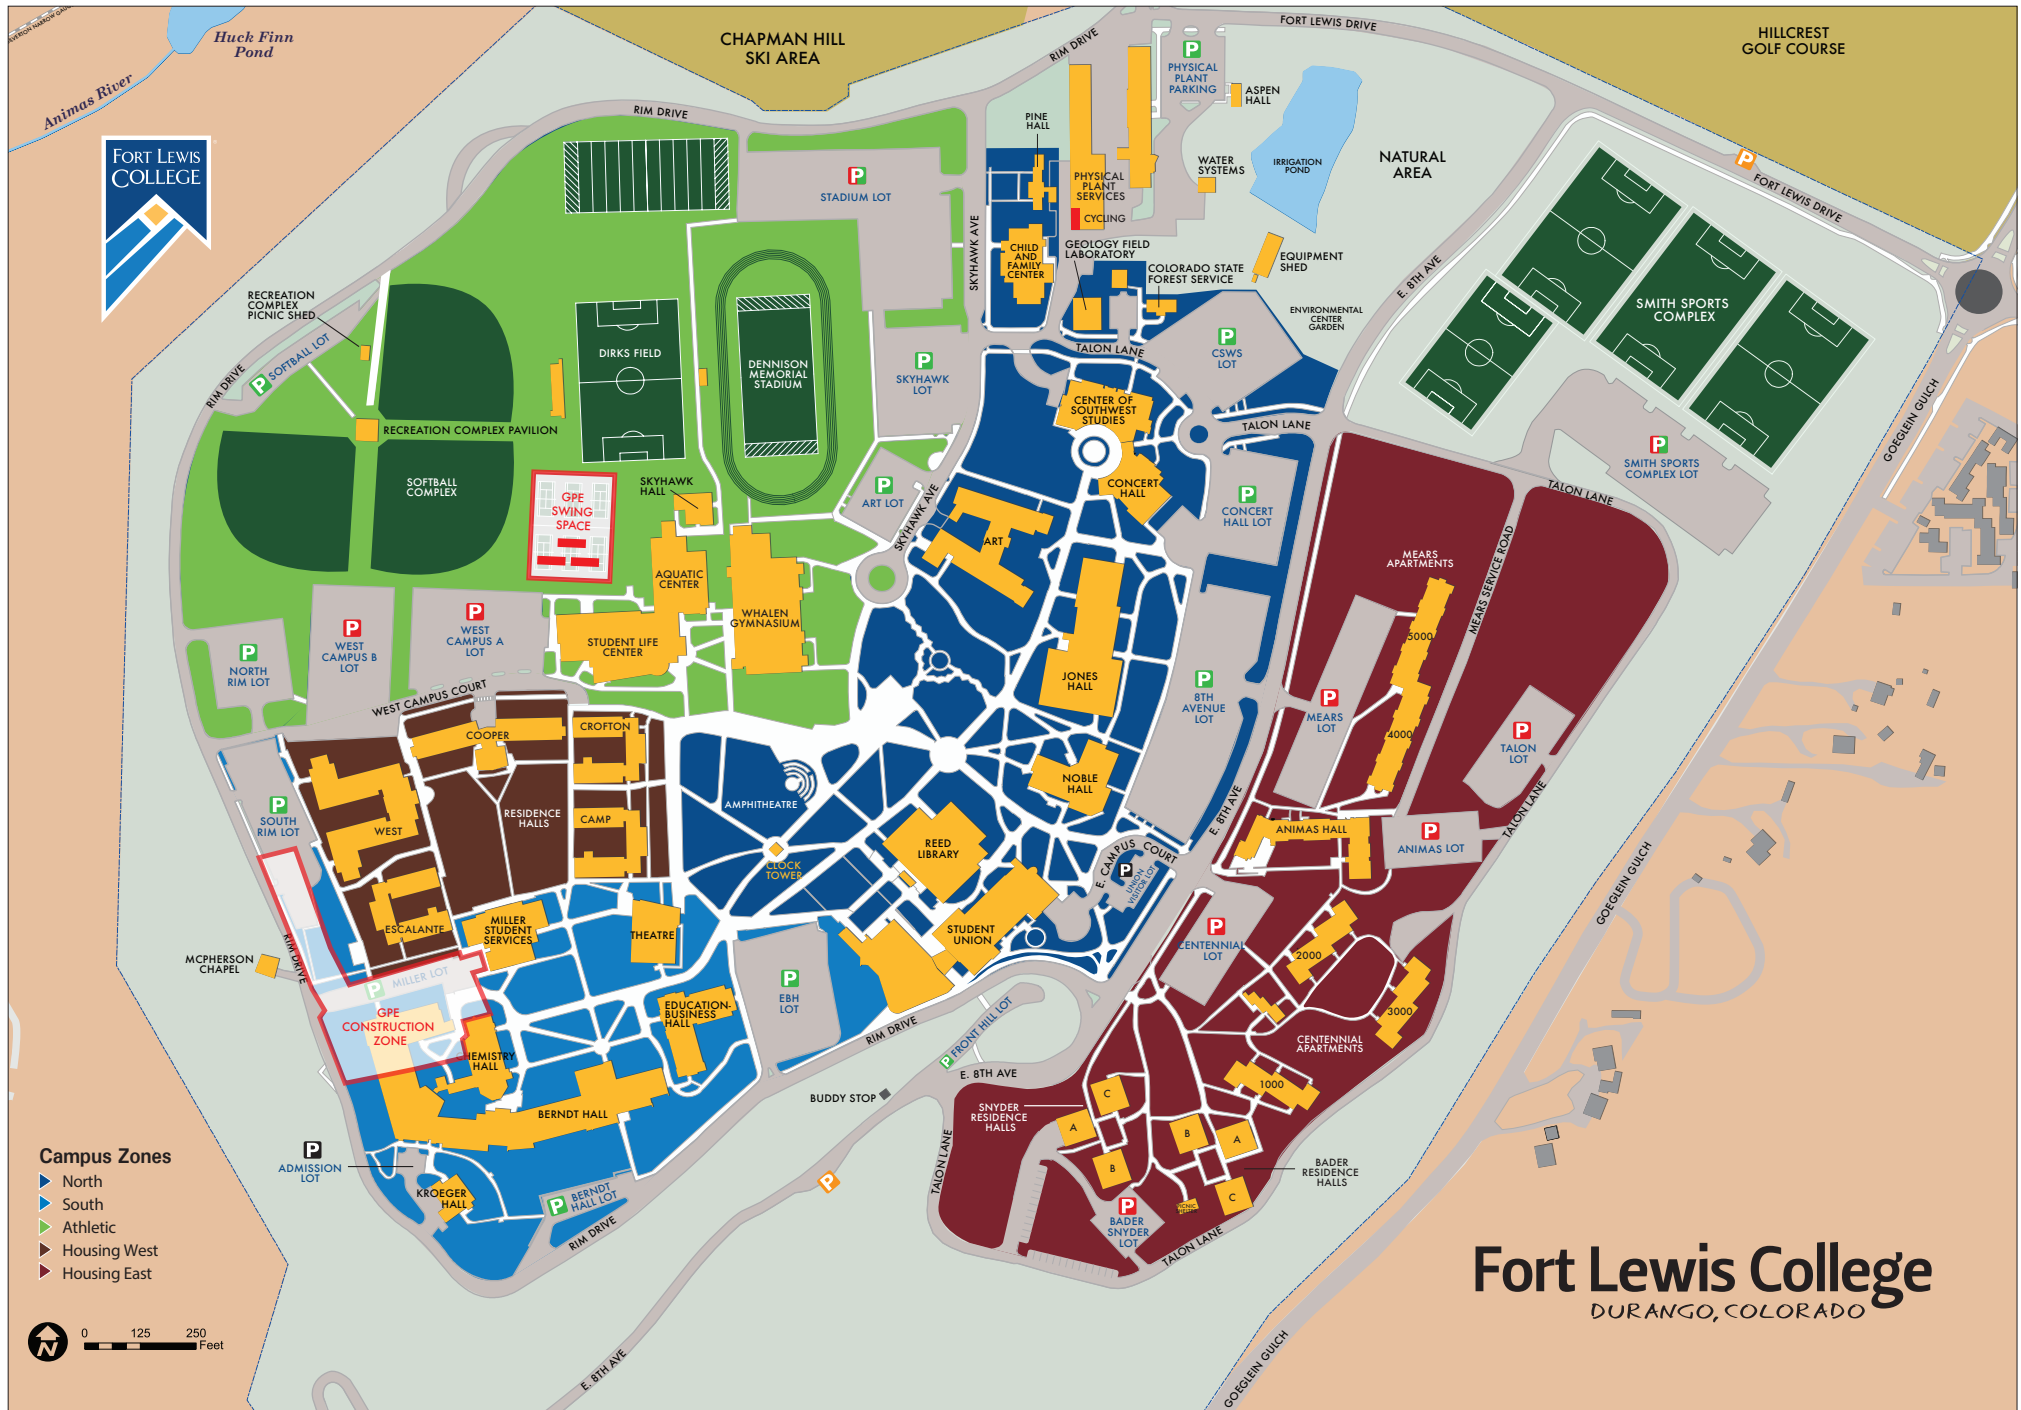 Huck Finn
Pond
Animas River
FORT LEWIS
COLLEGE
CHAPMAN HILL
SKI AREA
HILLCREST
GOLF COURSE
FORT LEWIS DRIVE
RIM DRIVE
RIM DRIVE
P
PHYSICAL
PLANT
PARKING
ASPEN
HALL
PINE
HALL
WATER
SYSTEMS
IRRIGATION
POND
NATURAL
AREA
P
FORT LEWIS DRIVE
P
STADIUM LOT
PHYSICAL
PLANT
SERVICES
CYCLING
SKYHAWK AVE
CHILD
AND
FAMILY
CENTER
GEOLOGY FIELD
LABORATORY
COLORADO STATE
FOREST SERVICE
EQUIPMENT
SHED
E. 8TH AVE
ENVIRONMENTAL
CENTER
GARDEN
SMITH SPORTS
COMPLEX
RECREATION
COMPLEX
PICNIC SHED
P
SOFTBALL LOT
RIM DRIVE
DIRKS FIELD
DENNISON
MEMORIAL
STADIUM
P
SKYHAWK
LOT
TALON LANE
P
CSWS
LOT
CENTER OF
SOUTHWEST
STUDIES
TALON LANE
GOEGLEIN GULCH
RECREATION COMPLEX PAVILION
SOFTBALL
COMPLEX
GPE
SWING
SPACE
SKYHAWK
HALL
P
ART LOT
SKYHAWK AVE
CONCERT
HALL
P
CONCERT
HALL LOT
P
SMITH SPORTS
COMPLEX LOT
TALON LANE
ART
AQUATIC
CENTER
MEARS
APARTMENTS
MEARS SERVICE ROAD
WHALEN
GYMNASIUM
P
WEST
CAMPUS A
LOT
P
WEST
CAMPUS B
LOT
P
NORTH
RIM LOT
STUDENT LIFE
CENTER
5000
JONES
HALL
P
8TH
AVENUE
LOT
P
MEARS
LOT
4000
P
TALON
LOT
WEST CAMPUS COURT
COOPER
CROFTON
NOBLE
HALL
P
SOUTH
RIM LOT
WEST
RESIDENCE
HALLS
CAMP
AMPHITHEATRE
CLOCK
TOWER
REED
LIBRARY
E. 8TH AVE
ANIMAS HALL
P
ANIMAS LOT
TALON LANE
E. CAMPUS COURT
P
UNION
VISITOR LOT
GOEGLEIN GULCH
ESCALANTE
MILLER
STUDENT
SERVICES
THEATRE
STUDENT
UNION
P
CENTENNIAL
LOT
2000
RIM DRIVE
MCPHERSON
CHAPEL
P
MILLER LOT
GPE
CONSTRUCTION
ZONE
P
EBH
LOT
EDUCATION-
BUSINESS
HALL
3000
CENTENNIAL
APARTMENTS
RIM DRIVE
P
FRONT HILL LOT
CHEMISTRY
HALL
E. 8TH AVE
1000
BUDDY STOP
BERNDT HALL
SNYDER
RESIDENCE
HALLS
C
A
B
B
A
C
BADER
RESIDENCE
HALLS
Campus Zones
North
South
Athletic
Housing West
Housing East
P
ADMISSION
LOT
KROEGER
HALL
P
BERNDT
HALL LOT
RIM DRIVE
P
TALON LANE
P
BADER
SNYDER
LOT
TALON LANE
Fort Lewis College
DURANGO, COLORADO
N
0 125 250
Feet
E. 8TH AVE
GOEGLEIN GULCH